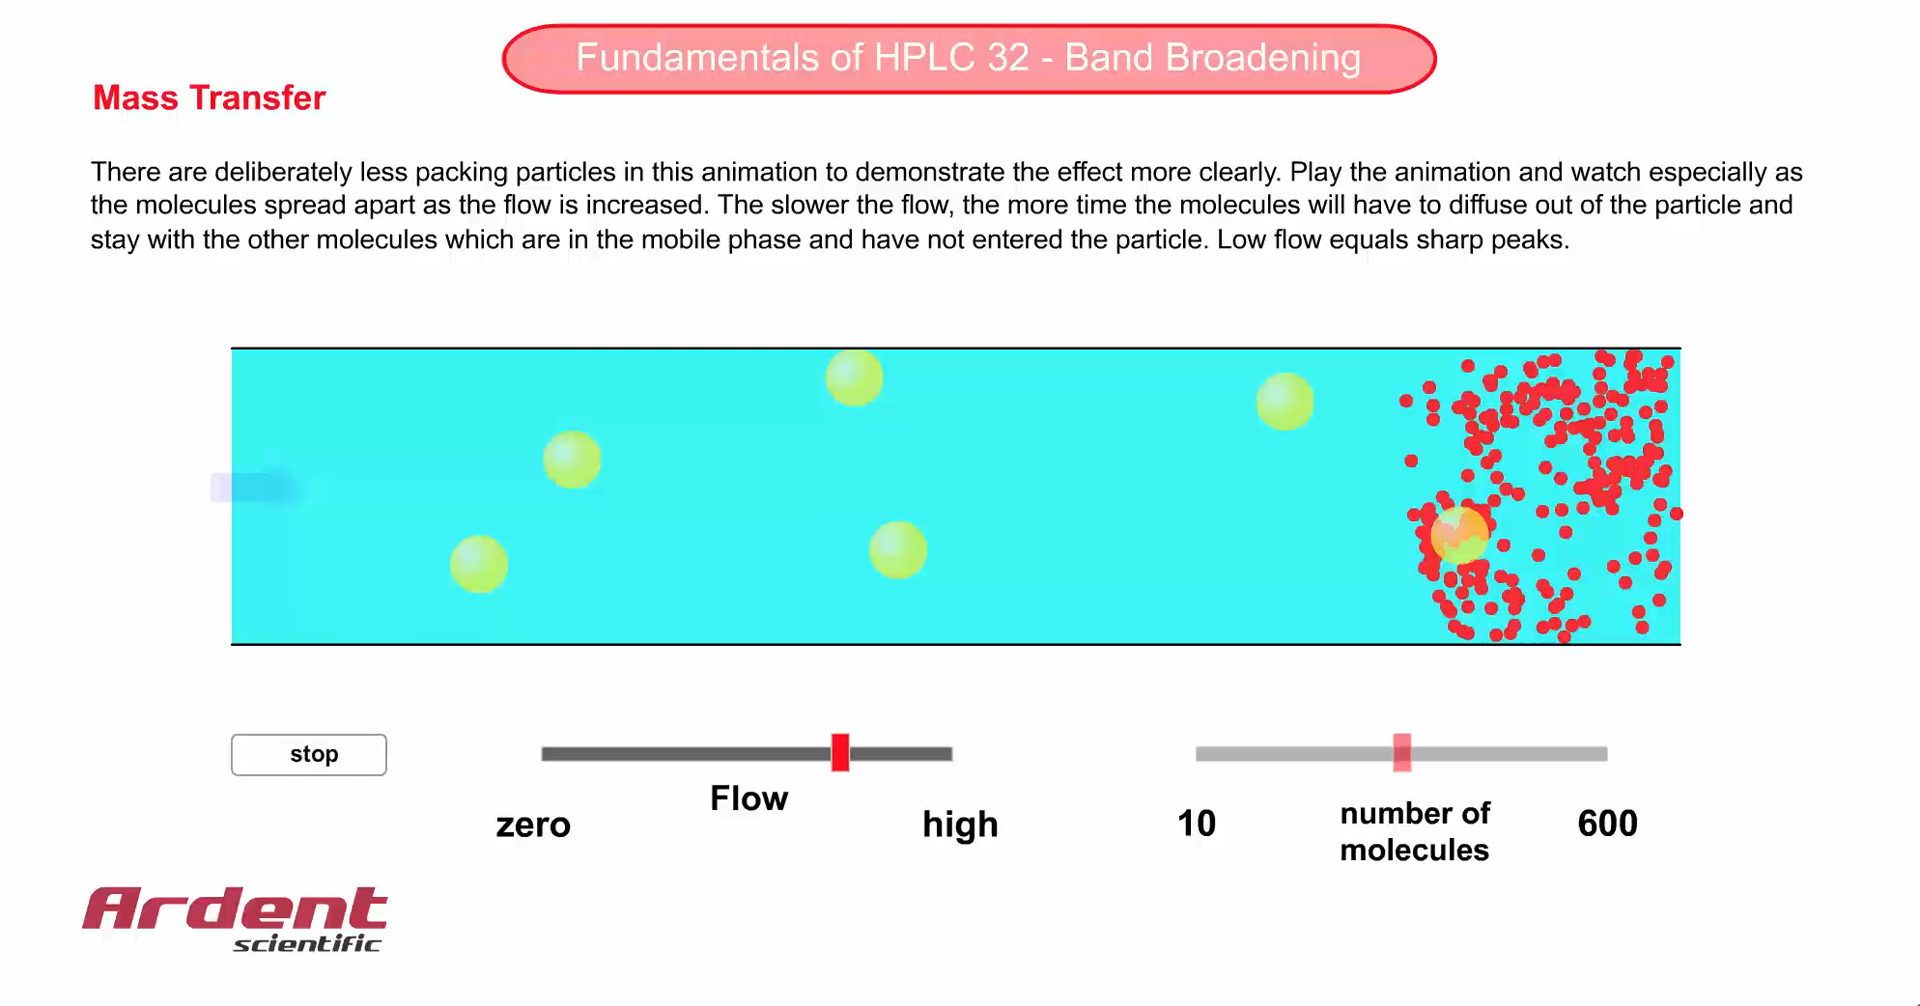 Fundamentals of HPLC 32 - Band Broadening
Mass Transfer
There are deliberately less packing particles in this animation to demonstrate the effect more clearly. Play the animation and watch especially as
the molecules spread apart as the flow is increased. The slower the flow, the more time the molecules will have to diffuse out of the particle and
stay with the other molecules which are in the mobile phase and have not entered the particle. Low flow equals sharp peaks.
stop
Flow
zero
high
10
number of
molecules
600
Ardent
scientific